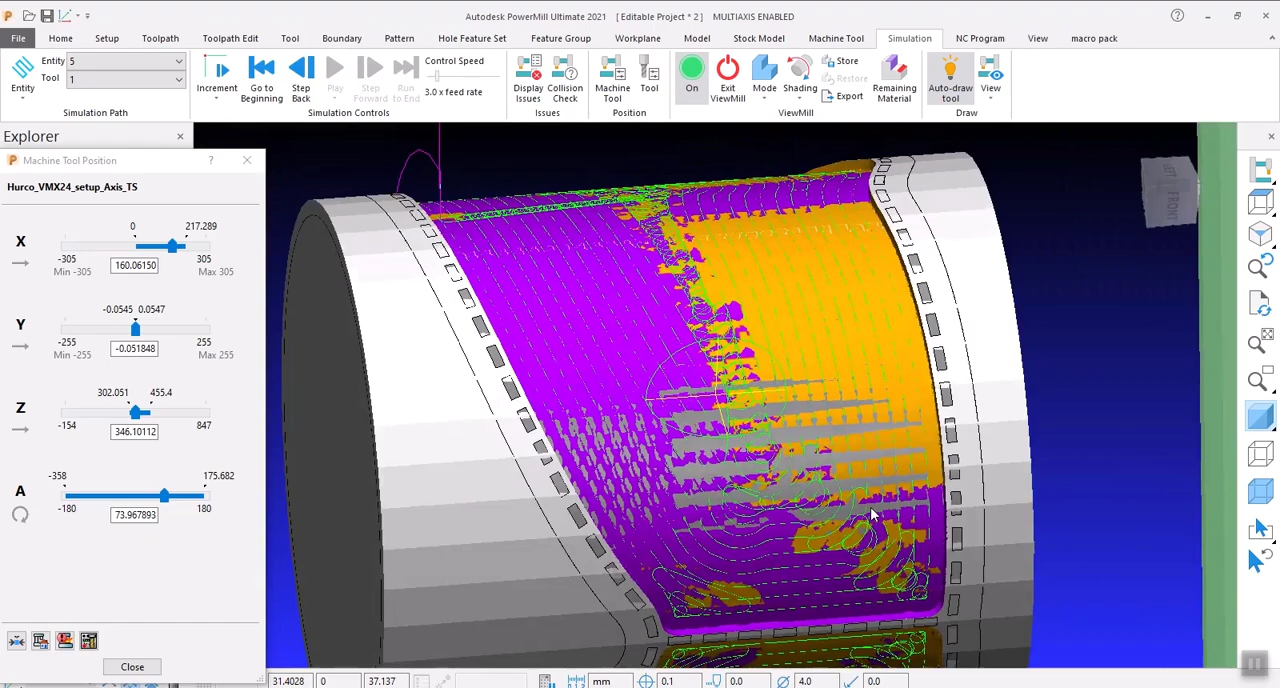 Autodesk PowerMill Ultimate 2021 [ Editable Project * 2 ] MULTIAXIS ENABLED
File Home Setup Toolpath Tool Toolpath Edit Boundary Pattern Hole Feature Set Feature Group Workplane Model Stock Model Machine Tool Simulation NC Program View macro pack
Entity
Entity 5
Tool 1
Increment
Go to Beginning
Step Back
Play
Step Forward
Run to End
Control Speed
3.0 x feed rate
Display Issues
Collision Check
Machine Tool
Tool
On
Exit ViewMill
Mode
Shading
Store
Restore
Export
Remaining Material
Auto-draw tool
View
Simulation Path
Simulation Controls
Issues
Position
ViewMill
Draw
Explorer
Machine Tool Position
Hurco_VMX24_setup_Axis_TS
X
0 217.289
-305 305
Min -305 160.06150 Max 305
Y
-0.0545 0.0547
-255 255
Min -255 -0.051848 Max 255
Z
302.051 455.4
-154 847
346.10112
A
-358 175.682
-180 180
73.967893
Close
LEFT
FRONT
31.4028 0 37.137 mm 0.1 0.0 4.0 0.0